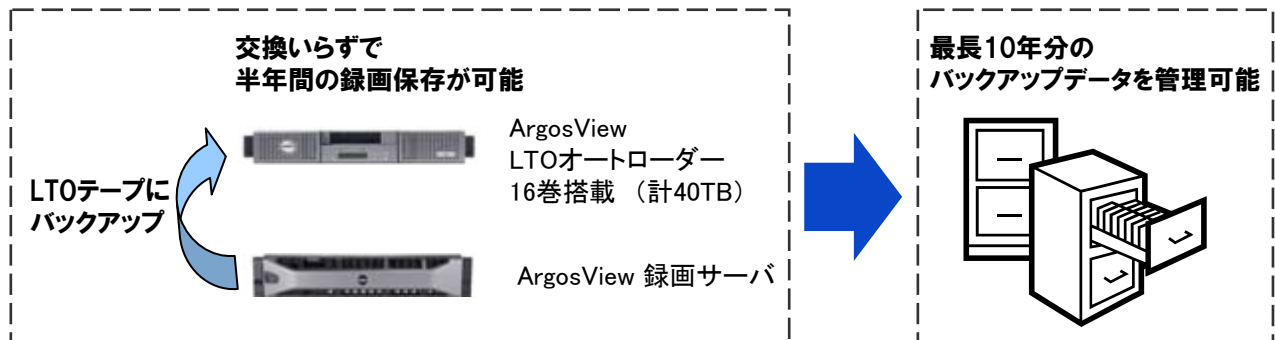 交換いらずで
半年間の録画保存が可能
ArgosView
LTOオートローダー
16巻搭載 （計40TB）
LTOテープに
バックアップ
ArgosView 録画サーバ
最長10年分の
バックアップデータを管理可能